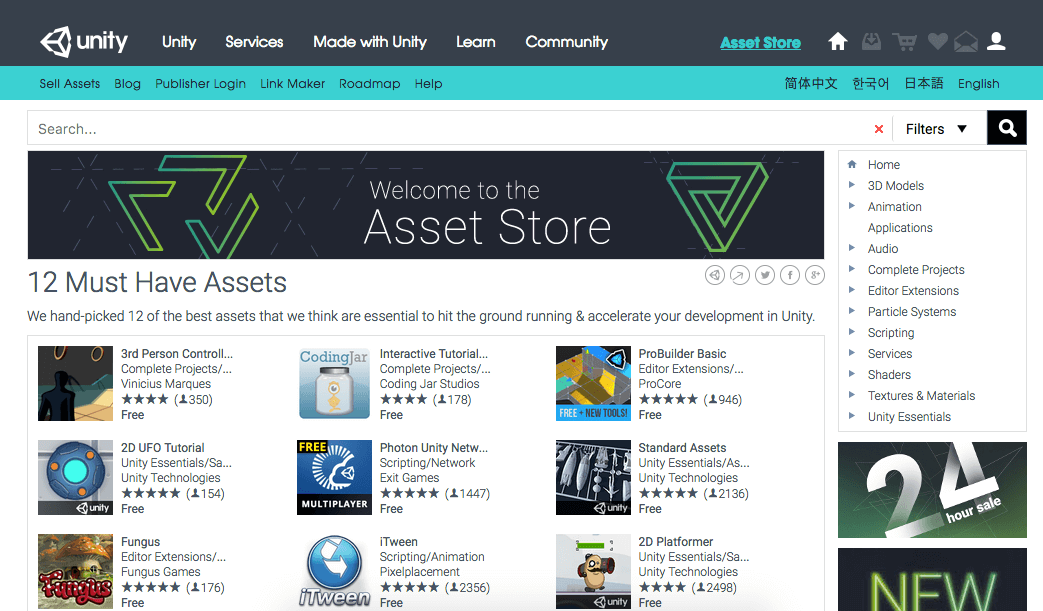 unity Unity Services Made with Unity Learn Community Asset Store
Sell Assets Blog Publisher Login Link Maker Roadmap Help 简体中文 한국어 日本語 English
Search... × Filters ▼
Welcome to the
Asset Store
12 Must Have Assets
We hand-picked 12 of the best assets that we think are essential to hit the ground running & accelerate your development in Unity.
3rd Person Controll...
Complete Projects/...
Vinicius Marques
★★★★ (350)
Free
CodingJar
Interactive Tutorial...
Complete Projects/...
Coding Jar Studios
★★★★ (178)
Free
FREE + NEW TOOLS!
ProBuilder Basic
Editor Extensions/...
ProCore
★★★★★ (946)
Free
unity
2D UFO Tutorial
Unity Essentials/Sa...
Unity Technologies
★★★★★ (154)
Free
FREE
MULTIPLAYER
Photon Unity Netw...
Scripting/Network
Exit Games
★★★★★ (1447)
Free
unity
Standard Assets
Unity Essentials/As...
Unity Technologies
★★★★★ (2136)
Free
Fungus
Fungus
Editor Extensions/...
Fungus Games
★★★★★ (176)
Free
iTween
iTween
Scripting/Animation
Pixelplacement
★★★★★ (2356)
Free
unity
2D Platformer
Unity Essentials/Sa...
Unity Technologies
★★★★ (2498)
Free
Home
3D Models
Animation
Applications
Audio
Complete Projects
Editor Extensions
Particle Systems
Scripting
Services
Shaders
Textures & Materials
Unity Essentials
24
hour sale
NEW